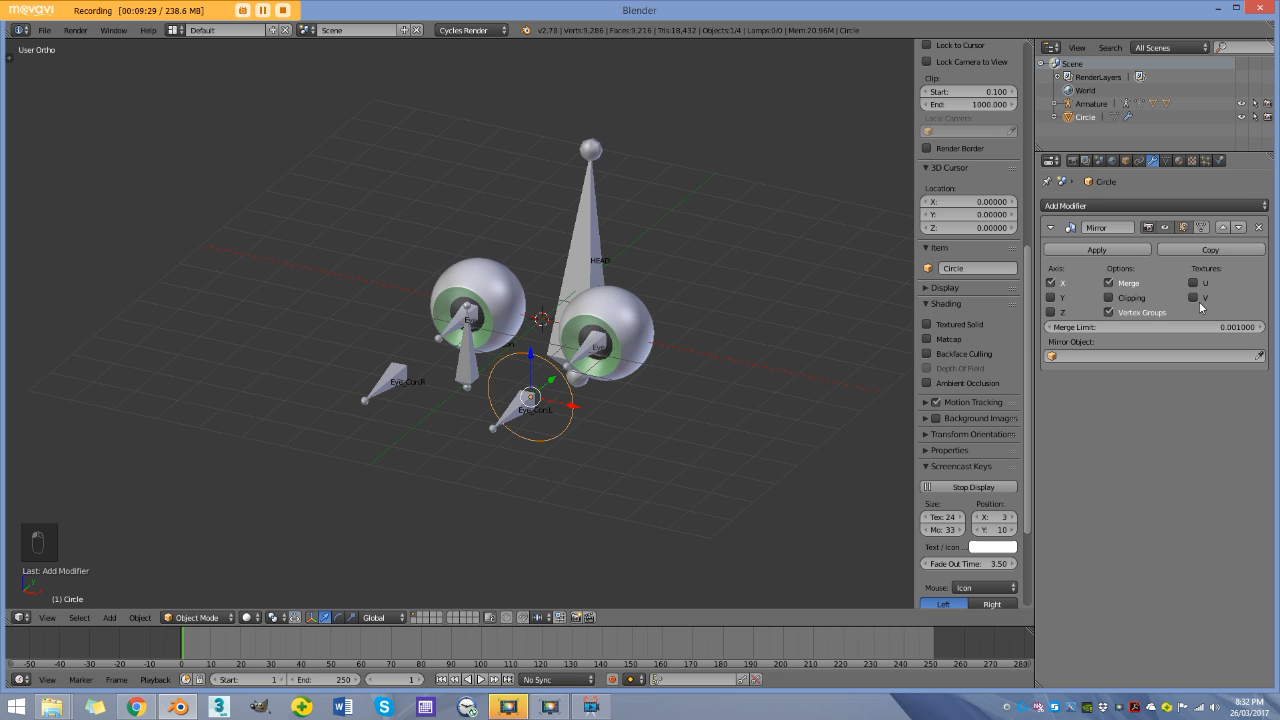 movavi
Recording (00:09:29 / 238.6 MB)
Blender
File Render Window Help Default Scene Cycles Render v2.78 | Verts:9,286 | Faces:9,216 | Tris:18,432 | Objects:1/4 | Lamps:0/0 | Mem:20.96M | Circle
User Ortho
HEAD
Eye_Con.R
Eye_Con.L
Last: Add Modifier
(1) Circle
Lock to Cursor
Lock Camera to View
Clip:
Start: 0.100
End: 1000.000
Local Camera:
Render Border
3D Cursor
Location:
X: 0.00000
Y: 0.00000
Z: 0.00000
Item
Circle
Display
Shading
Textured Solid
Matcap
Backface Culling
Depth Of Field
Ambient Occlusion
Motion Tracking
Background Images
Transform Orientations
Properties
Screencast Keys
Stop Display
Size: Position:
Tex: 24 X: 3
Mo: 33 Y: 10
Text / Icon ...
Fade Out Time: 3.50
Mouse: Icon
Left Right
View Search All Scenes
Scene
RenderLayers
World
Armature
Circle
Circle
Add Modifier
Mirror
Apply Copy
Axis: Options: Textures:
X Merge U
Y Clipping V
Z Vertex Groups
Merge Limit: 0.001000
Mirror Object:
View Select Add Object Object Mode Global
-50 -40 -30 -20 -10 0 10 20 30 40 50 60 70 80 90 100 110 120 130 140 150 160 170 180 190 200 210 220 230 240 250 260 270 280
View Marker Frame Playback Start: 1 End: 250 1 No Sync
8:32 PM
26/03/2017